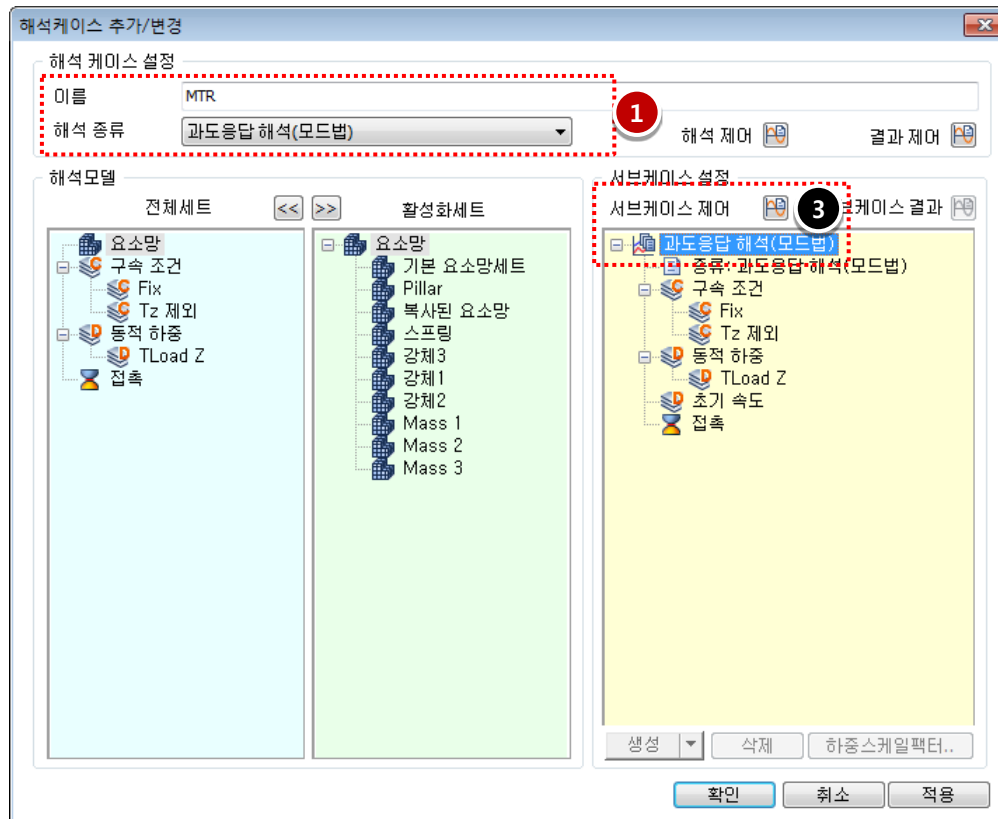 해석케이스 추가/변경
해석 케이스 설정
이름 MTR
해석 종류 과도응답 해석(모드법)
1
해석 제어
결과 제어
해석모델
전체세트 << >> 활성화세트
요소망
구속 조건
Fix
Tz 제외
동적 하중
TLoad Z
접촉
요소망
기본 요소망세트
Pillar
복사된 요소망
스프링
강체3
강체1
강체2
Mass 1
Mass 2
Mass 3
서브케이스 설정
서브케이스 제어
3
케이스 결과
과도응답 해석(모드법)
종류: 과도응답 해석(모드법)
구속 조건
Fix
Tz 제외
동적 하중
TLoad Z
초기 속도
접촉
생성 삭제 하중스케일팩터..
확인 취소 적용